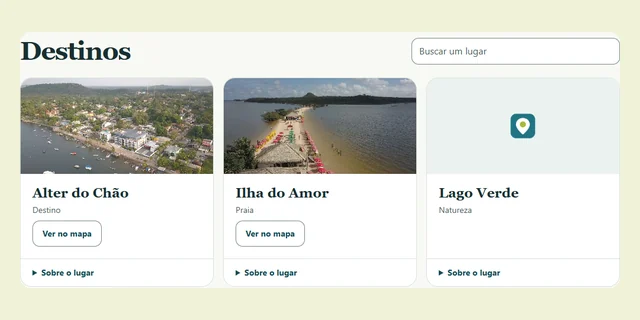 Destinos
Buscar um lugar
Alter do Chão
Destino
Ver no mapa
Sobre o lugar
Ilha do Amor
Praia
Ver no mapa
Sobre o lugar
Lago Verde
Natureza
Sobre o lugar